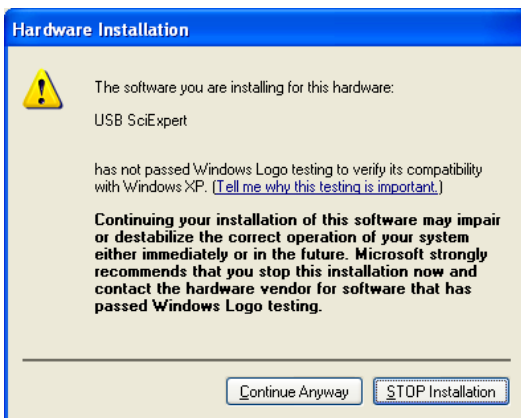 Hardware Installation
The software you are installing for this hardware:
USB SciExpert
has not passed Windows Logo testing to verify its compatibility
with Windows XP. (Tell me why this testing is important.)
Continuing your installation of this software may impair
or destabilize the correct operation of your system
either immediately or in the future. Microsoft strongly
recommends that you stop this installation now and
contact the hardware vendor for software that has
passed Windows Logo testing.
Continue Anyway
STOP Installation